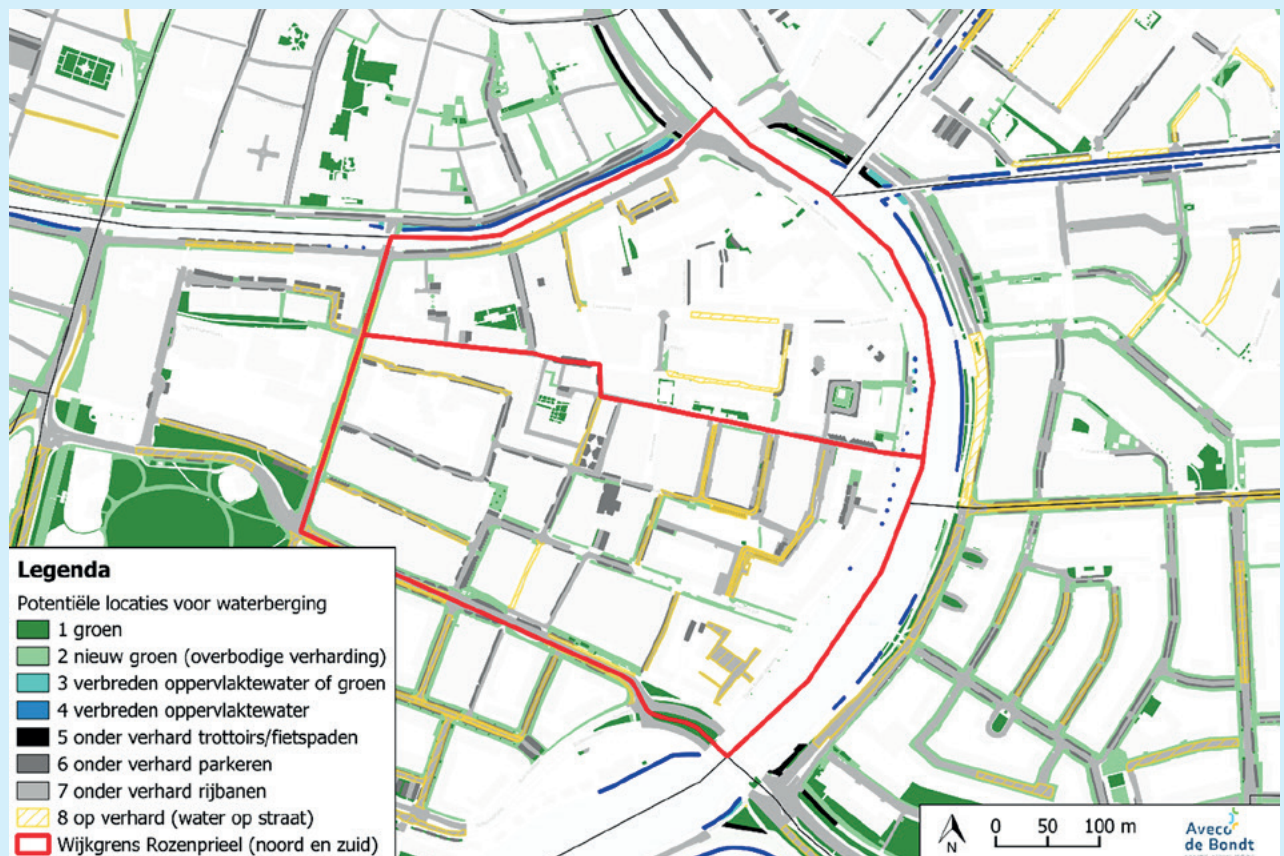 Legenda
Potentiële locaties voor waterberging
1 groen
2 nieuw groen (overbodige verharding)
3 verbreden oppervlaktewater of groen
4 verbreden oppervlaktewater
5 onder verhard trottoirs/fietspaden
6 onder verhard parkeren
7 onder verhard rijbanen
8 op verhard (water op straat)
Wijkgrens Rozenprieel (noord en zuid)
N
0 50 100 m
Aveco
de Bondt